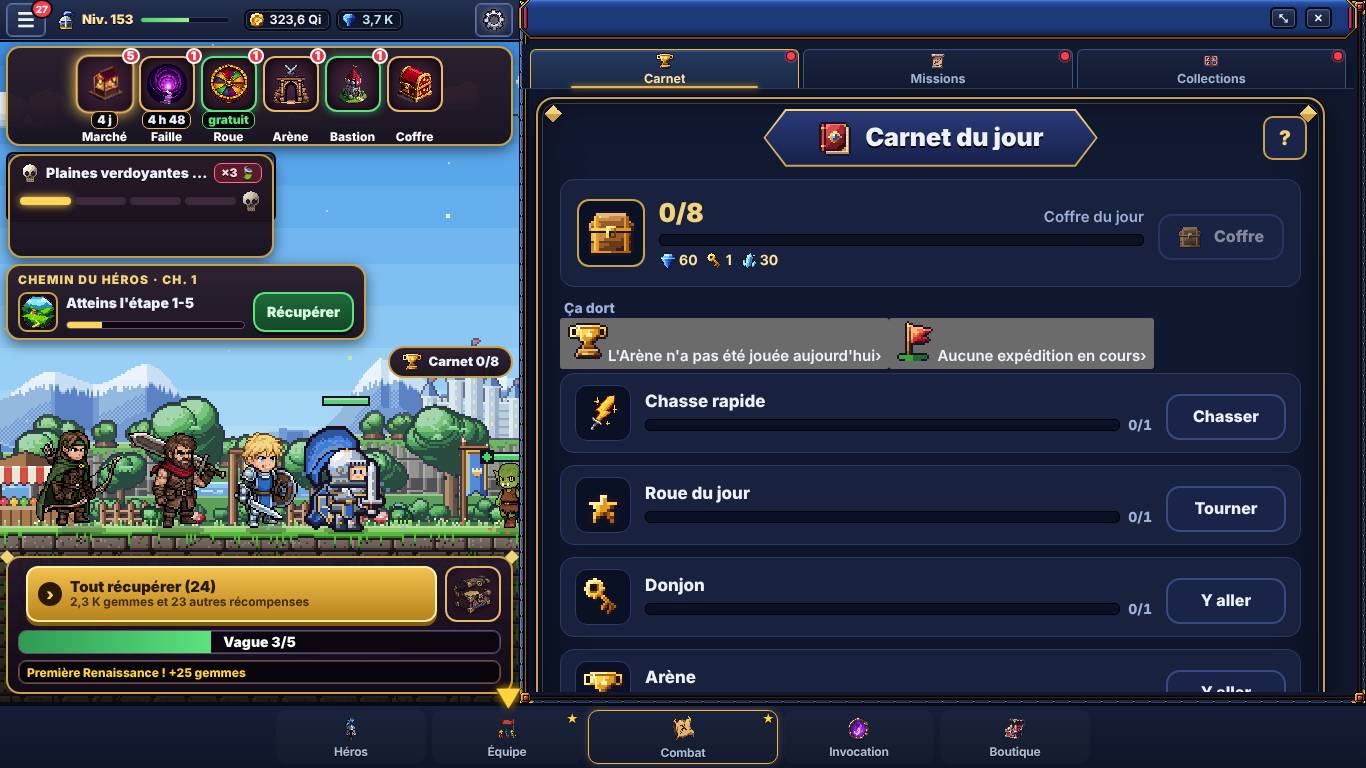 27
Niv. 153
323,6 Qi
3,7 K
5
1
1
1
1
4 j
4 h 48
gratuit
Marché
Faille
Roue
Arène
Bastion
Coffre
Plaines verdoyantes ...
×3
CHEMIN DU HÉROS · CH. 1
Atteins l'étape 1-5
Récupérer
Carnet 0/8
Tout récupérer (24)
2,3 K gemmes et 23 autres récompenses
Vague 3/5
Première Renaissance ! +25 gemmes
Carnet
Missions
Collections
Carnet du jour
?
0/8
Coffre du jour
Coffre
60
1
30
Ça dort
L'Arène n'a pas été jouée aujourd'hui›
Aucune expédition en cours›
Chasse rapide
0/1
Chasser
Roue du jour
0/1
Tourner
Donjon
0/1
Y aller
Arène
Y aller
Héros
Équipe
Combat
Invocation
Boutique